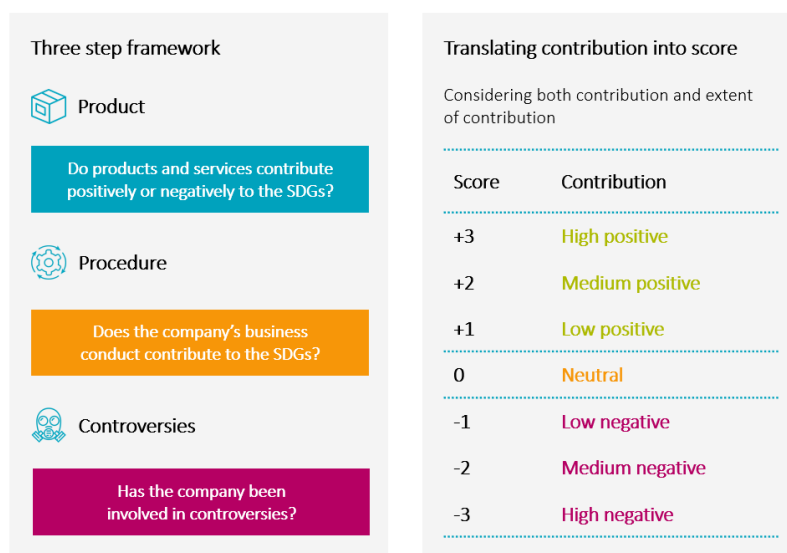 Three step framework
Product
Do products and services contribute
positively or negatively to the SDGs?
Procedure
Does the company’s business
conduct contribute to the SDGs?
Controversies
Has the company been
involved in controversies?
Translating contribution into score
Considering both contribution and extent
of contribution
Score Contribution
+3 High positive
+2 Medium positive
+1 Low positive
0 Neutral
-1 Low negative
-2 Medium negative
-3 High negative